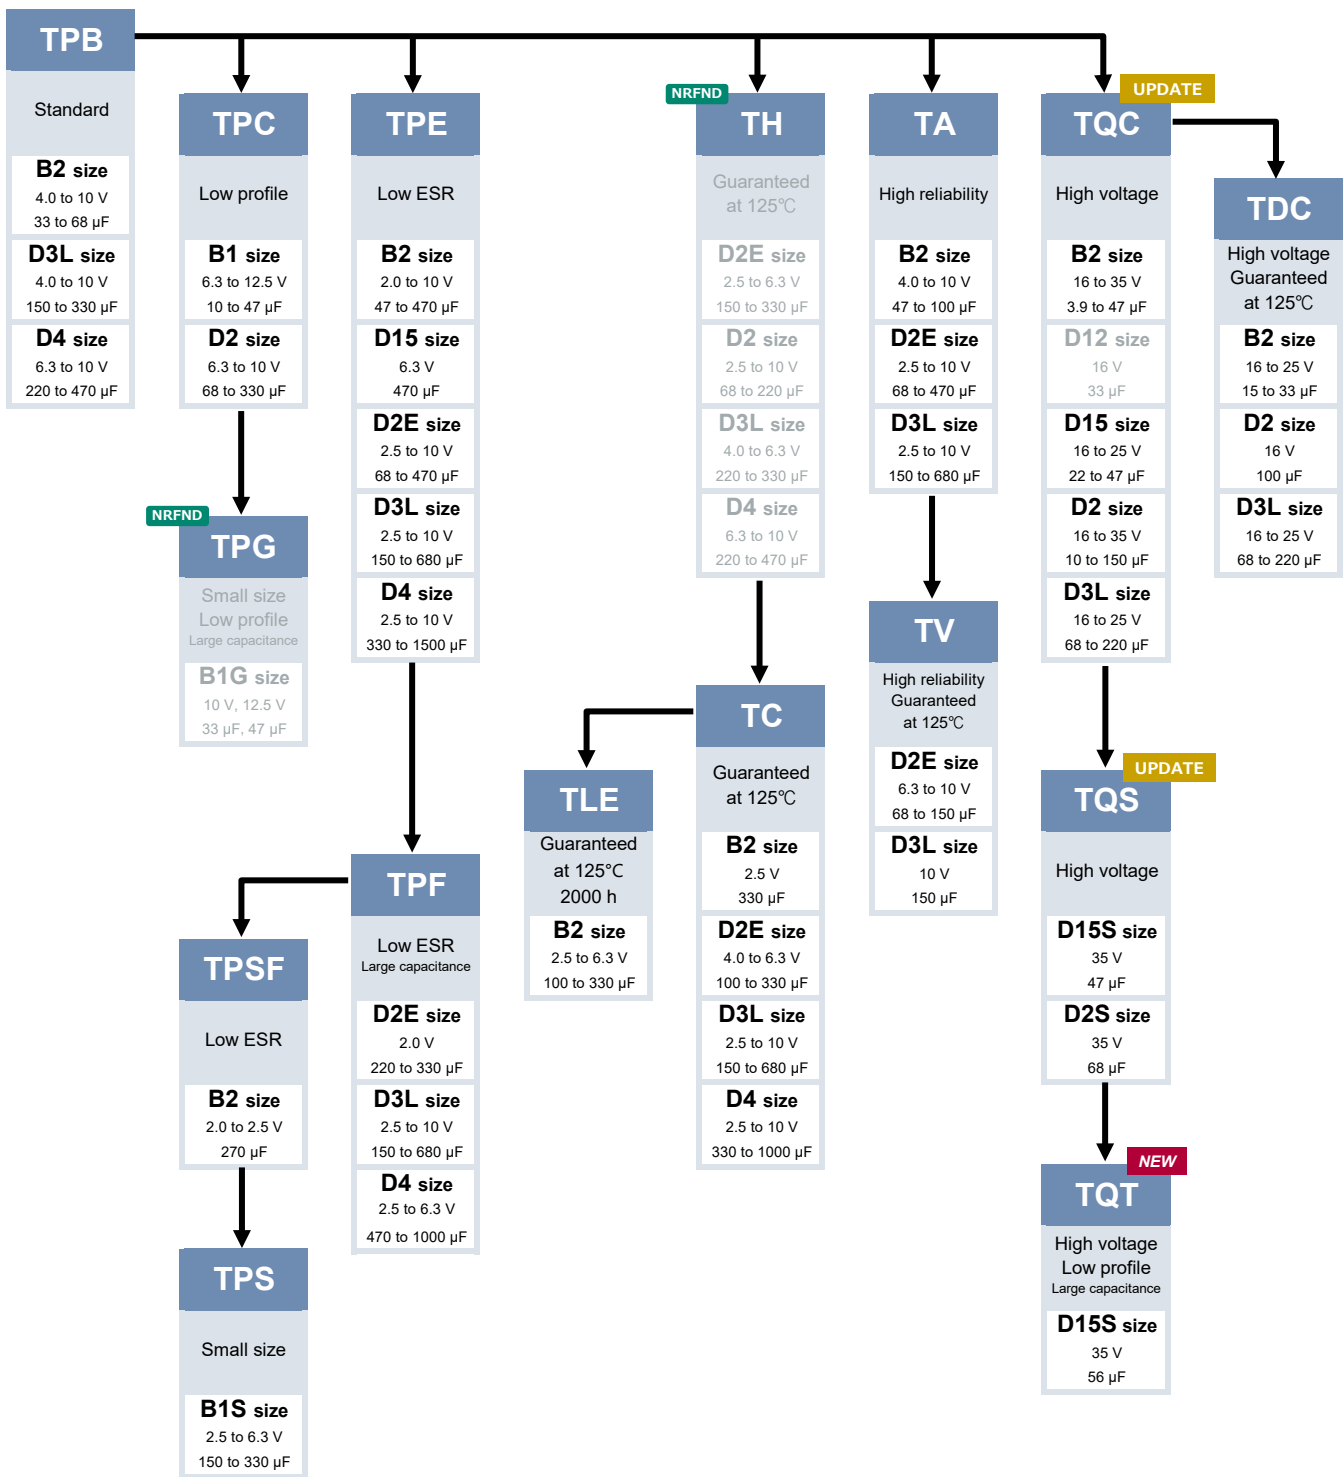 TPB
Standard
B2 size
4.0 to 10 V
33 to 68 µF
D3L size
4.0 to 10 V
150 to 330 µF
D4 size
6.3 to 10 V
220 to 470 µF
TPC
Low profile
B1 size
6.3 to 12.5 V
10 to 47 µF
D2 size
6.3 to 10 V
68 to 330 µF
NRFND
TPG
Small size
Low profile
Large capacitance
B1G size
10 V, 12.5 V
33 µF, 47 µF
TPE
Low ESR
B2 size
2.0 to 10 V
47 to 470 µF
D15 size
6.3 V
470 µF
D2E size
2.5 to 10 V
68 to 470 µF
D3L size
2.5 to 10 V
150 to 680 µF
D4 size
2.5 to 10 V
330 to 1500 µF
TPF
Low ESR
Large capacitance
D2E size
2.0 V
220 to 330 µF
D3L size
2.5 to 10 V
150 to 680 µF
D4 size
2.5 to 6.3 V
470 to 1000 µF
TPSF
Low ESR
B2 size
2.0 to 2.5 V
270 µF
TPS
Small size
B1S size
2.5 to 6.3 V
150 to 330 µF
NRFND
TH
Guaranteed
at 125℃
D2E size
2.5 to 6.3 V
150 to 330 µF
D2 size
2.5 to 10 V
68 to 220 µF
D3L size
4.0 to 6.3 V
220 to 330 µF
D4 size
6.3 to 10 V
220 to 470 µF
TC
Guaranteed
at 125℃
B2 size
2.5 V
330 µF
D2E size
4.0 to 6.3 V
100 to 330 µF
D3L size
2.5 to 10 V
150 to 680 µF
D4 size
2.5 to 10 V
330 to 1000 µF
TLE
Guaranteed
at 125°C
2000 h
B2 size
2.5 to 6.3 V
100 to 330 µF
TA
High reliability
B2 size
4.0 to 10 V
47 to 100 µF
D2E size
2.5 to 10 V
68 to 470 µF
D3L size
2.5 to 10 V
150 to 680 µF
TV
High reliability
Guaranteed
at 125℃
D2E size
6.3 to 10 V
68 to 150 µF
D3L size
10 V
150 µF
UPDATE
TQC
High voltage
B2 size
16 to 35 V
3.9 to 47 µF
D12 size
16 V
33 µF
D15 size
16 to 25 V
22 to 47 µF
D2 size
16 to 35 V
10 to 150 µF
D3L size
16 to 25 V
68 to 220 µF
UPDATE
TQS
High voltage
D15S size
35 V
47 µF
D2S size
35 V
68 µF
NEW
TQT
High voltage
Low profile
Large capacitance
D15S size
35 V
56 µF
TDC
High voltage
Guaranteed
at 125℃
B2 size
16 to 25 V
15 to 33 µF
D2 size
16 V
100 µF
D3L size
16 to 25 V
68 to 220 µF